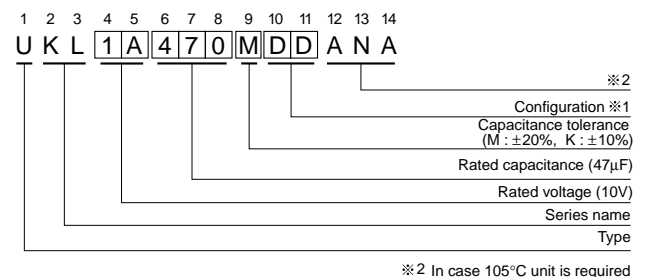 1 2 3 4 5 6 7 8 9 10 11 12 13 14
U K L 1 A 4 7 0 M D D A N A
※2
Configuration ※1
Capacitance tolerance
(M : ±20%, K : ±10%)
Rated capacitance (47µF)
Rated voltage (10V)
Series name
Type
※2 In case 105°C unit is required